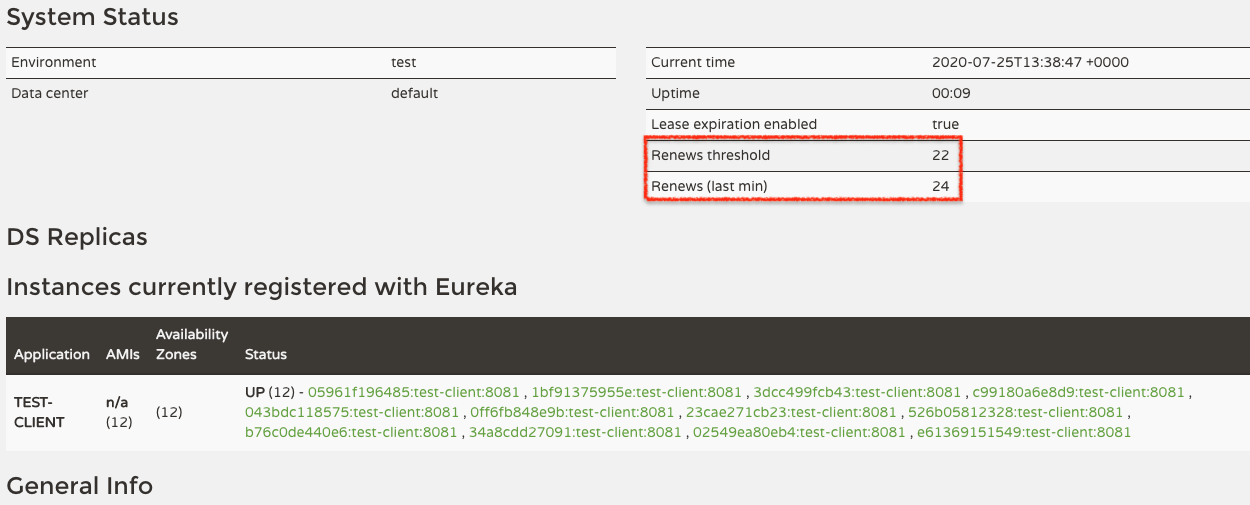 System Status
Environment test
Data center default
Current time 2020-07-25T13:38:47 +0000
Uptime 00:09
Lease expiration enabled true
Renews threshold 22
Renews (last min) 24
DS Replicas
Instances currently registered with Eureka
Application AMIs Availability Zones Status
TEST-CLIENT n/a (12) (12)
UP (12) - 05961f196485:test-client:8081 , 1bf91375955e:test-client:8081 , 3dcc499fcb43:test-client:8081 , c99180a6e8d9:test-client:8081 ,
043bdc118575:test-client:8081 , 0ff6fb848e9b:test-client:8081 , 23cae271cb23:test-client:8081 , 526b05812328:test-client:8081 ,
b76c0de440e6:test-client:8081 , 34a8cdd27091:test-client:8081 , 02549ea80eb4:test-client:8081 , e61369151549:test-client:8081
General Info